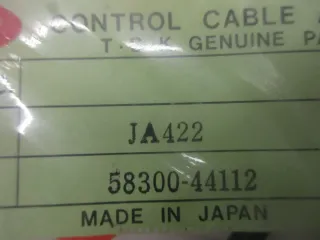 CONTROL CABLE
T.S.K GENUINE
JA422
58300-44112
MADE IN JAPAN